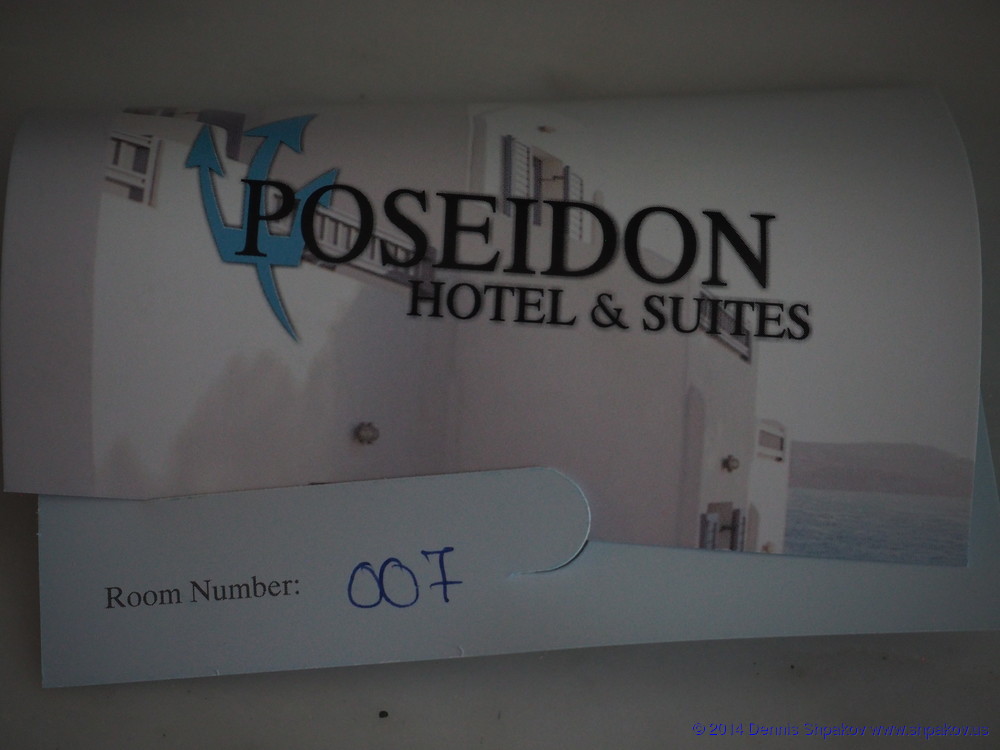 POSEIDON
HOTEL & SUITES
Room Number: 007
© 2014 Dennis Shpakov www.shpakov.us